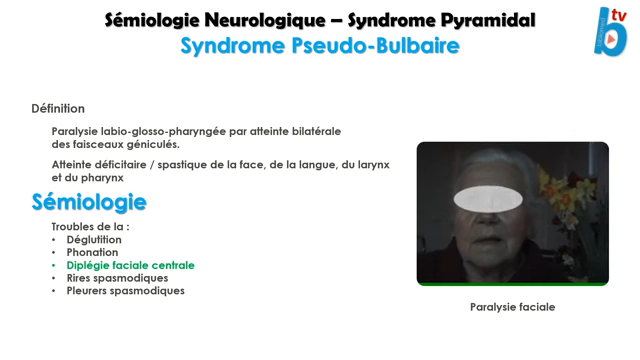 Sémiologie Neurologique – Syndrome Pyramidal
Syndrome Pseudo-Bulbaire
tv
b
Définition
Paralysie labio-glosso-pharyngée par atteinte bilatérale
des faisceaux géniculés.
Atteinte déficitaire / spastique de la face, de la langue, du larynx
et du pharynx
Sémiologie
Troubles de la :
• Déglutition
• Phonation
• Diplégie faciale centrale
• Rires spasmodiques
• Pleurers spasmodiques
Paralysie faciale